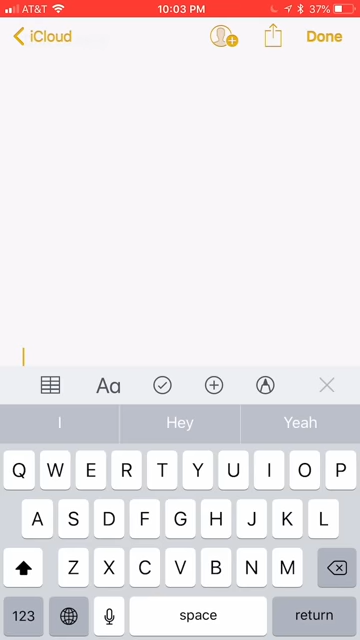 AT&T 10:03 PM 37%
iCloud Done
Aa
I Hey Yeah
Q W E R T Y U I O P
A S D F G H J K L
Z X C V B N M
123 space return